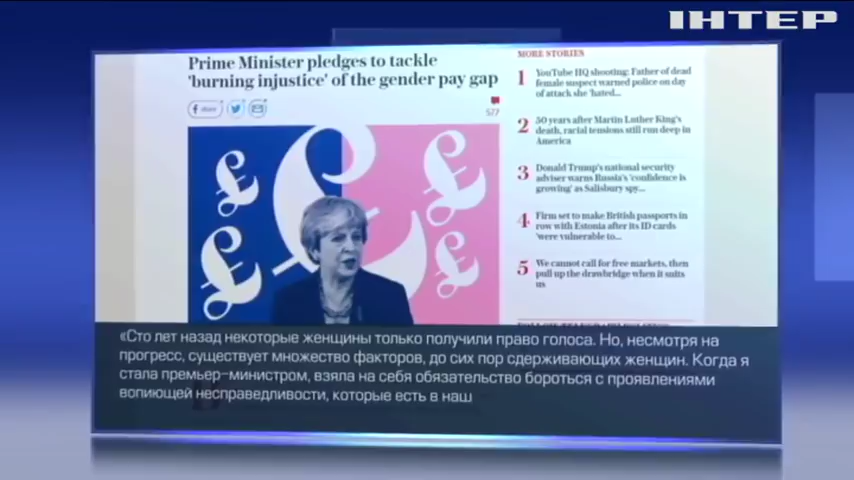 ІНТЕР
Prime Minister pledges to tackle
'burning injustice' of the gender pay gap
share
577
MORE STORIES
1 YouTube HQ shooting: Father of dead
female suspect warned police on day
of attack she 'hated...
2 50 years after Martin Luther King's
death, racial tensions still run deep in
America
3 Donald Trump's national security
adviser warns Russia's 'confidence is
growing' as Salisbury spy...
4 Firm set to make British passports in
row with Estonia after its ID cards
'were vulnerable to...
5 We cannot call for free markets, then
pull up the drawbridge when it suits
us
«Сто лет назад некоторые женщины только получили право голоса. Но, несмотря на
прогресс, существует множество факторов, до сих пор сдерживающих женщин. Когда я
стала премьер-министром, взяла на себя обязательство бороться с проявлениями
вопиющей несправедливости, которые есть в наш